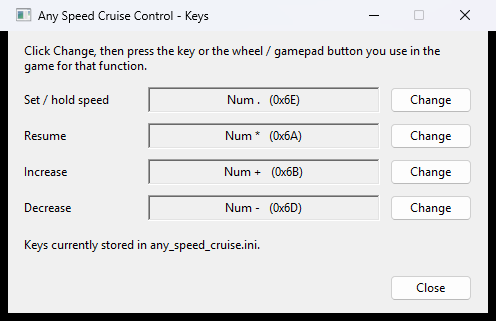 Any Speed Cruise Control - Keys
Click Change, then press the key or the wheel / gamepad button you use in the
game for that function.
Set / hold speed Num . (0x6E) Change
Resume Num * (0x6A) Change
Increase Num + (0x6B) Change
Decrease Num - (0x6D) Change
Keys currently stored in any_speed_cruise.ini.
Close